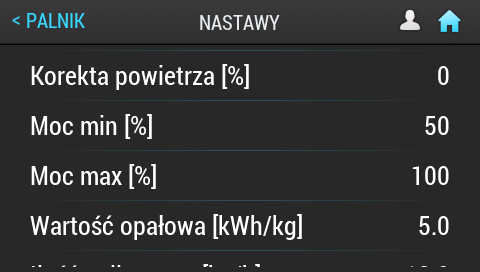 < PALNIK
NASTAWY
Korekta powietrza [%] 0
Moc min [%] 50
Moc max [%] 100
Wartość opałowa [kWh/kg] 5.0